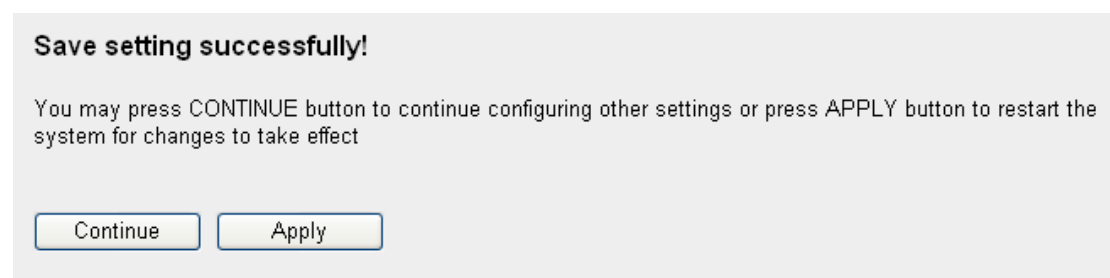 Save setting successfully!
You may press CONTINUE button to continue configuring other settings or press APPLY button to restart the
system for changes to take effect
Continue
Apply